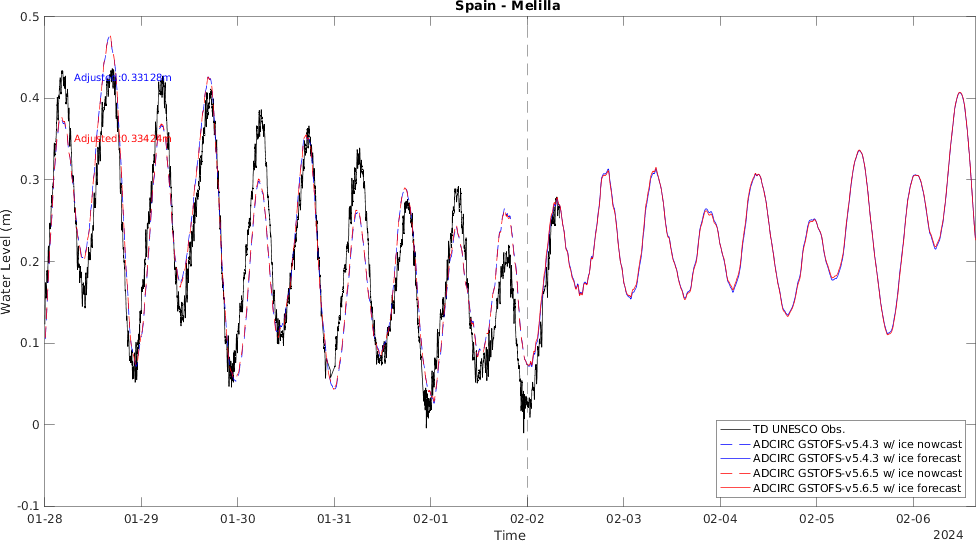 Spain - Melilla
0.5
0.4
0.3
0.2
0.1
0
-0.1
Water Level (m)
Adjusted:0.33128m
Adjusted:0.33424m
TD UNESCO Obs.
ADCIRC GSTOFS-v5.4.3 w/ ice nowcast
ADCIRC GSTOFS-v5.4.3 w/ ice forecast
ADCIRC GSTOFS-v5.6.5 w/ ice nowcast
ADCIRC GSTOFS-v5.6.5 w/ ice forecast
01-28 01-29 01-30 01-31 02-01 02-02 02-03 02-04 02-05 02-06
Time
2024